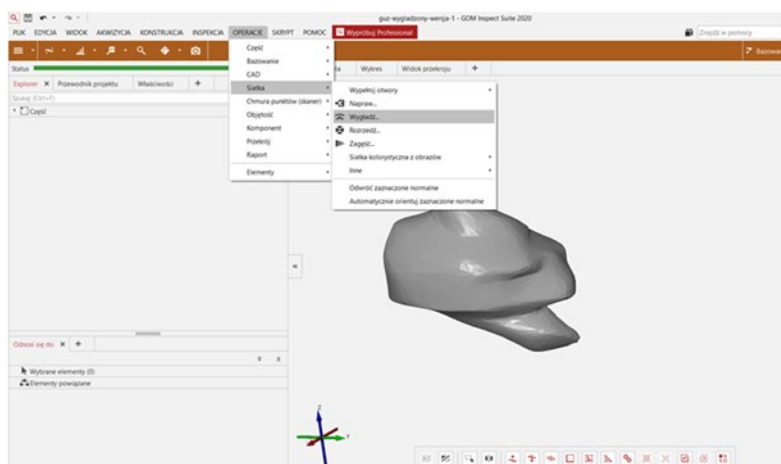 guz-wygladzony-wersja-1 - GOM Inspect Suite 2020
PLIK EDYCJA WIDOK AKWIZYCJA KONSTRUKCJA INSPEKCJA OPERACJE SKRYPT POMOC Wypróbuj Professional Znajdź w pomocy
Bazowa
Status Wykres Widok przekroju +
Explorer Przewodnik projektu Właściwości +
Szukaj (Ctrl+F)
Część
Część
Bazowanie
CAD
Siatka
Chmura punktów (skaner)
Objętość
Komponent
Przekrój
Raport
Elementy
Wypełnij otwory
Napraw...
Wygładź...
Rozrzedź...
Zagęść...
Siatka kolorystyczna z obrazów
Inne
Odwróć zaznaczone normalne
Automatycznie orientuj zaznaczone normalne
Odnosi się do +
Wybrane elementy (0)
Elementy powiązane
Z
Y